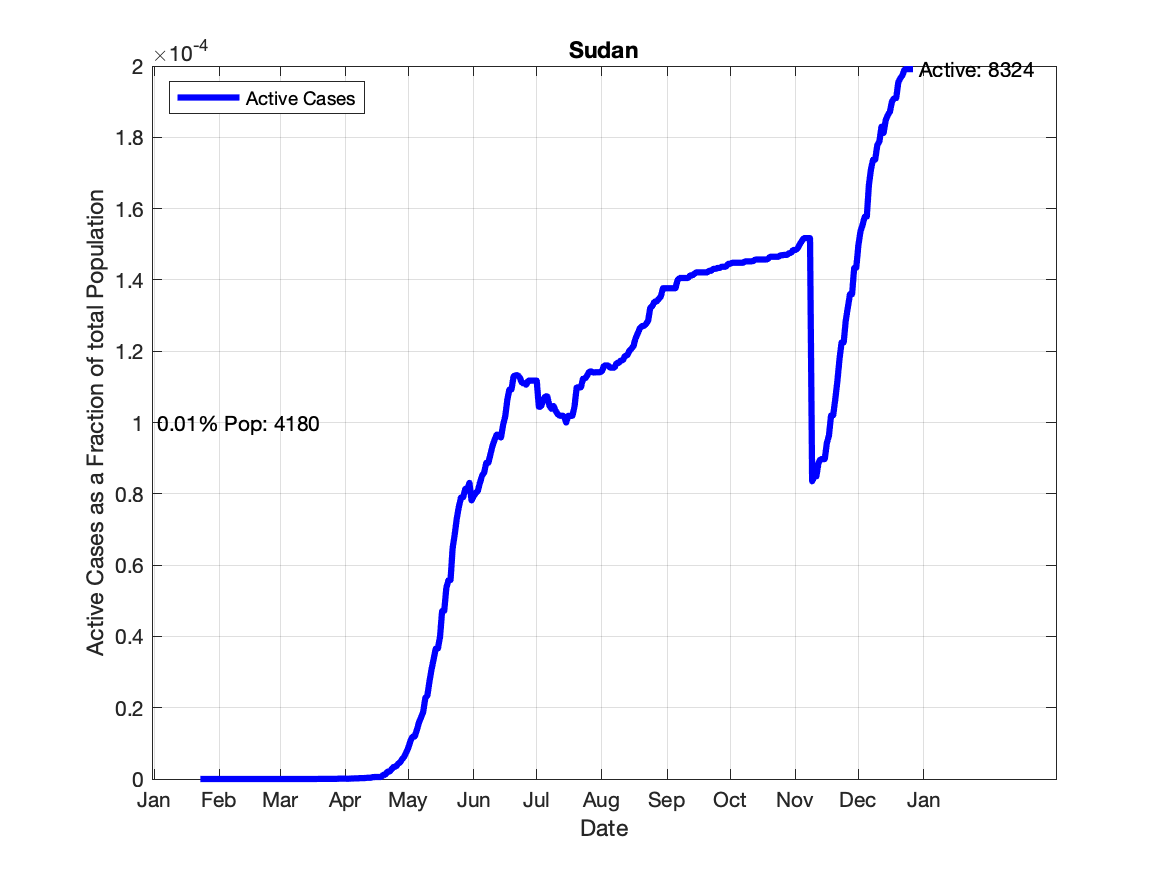 Sudan
×10-4
Active: 8324
Active Cases
2
1.8
1.6
1.4
1.2
1
0.8
0.6
0.4
0.2
0
0.01% Pop: 4180
Active Cases as a Fraction of total Population
Jan Feb Mar Apr May Jun Jul Aug Sep Oct Nov Dec Jan
Date